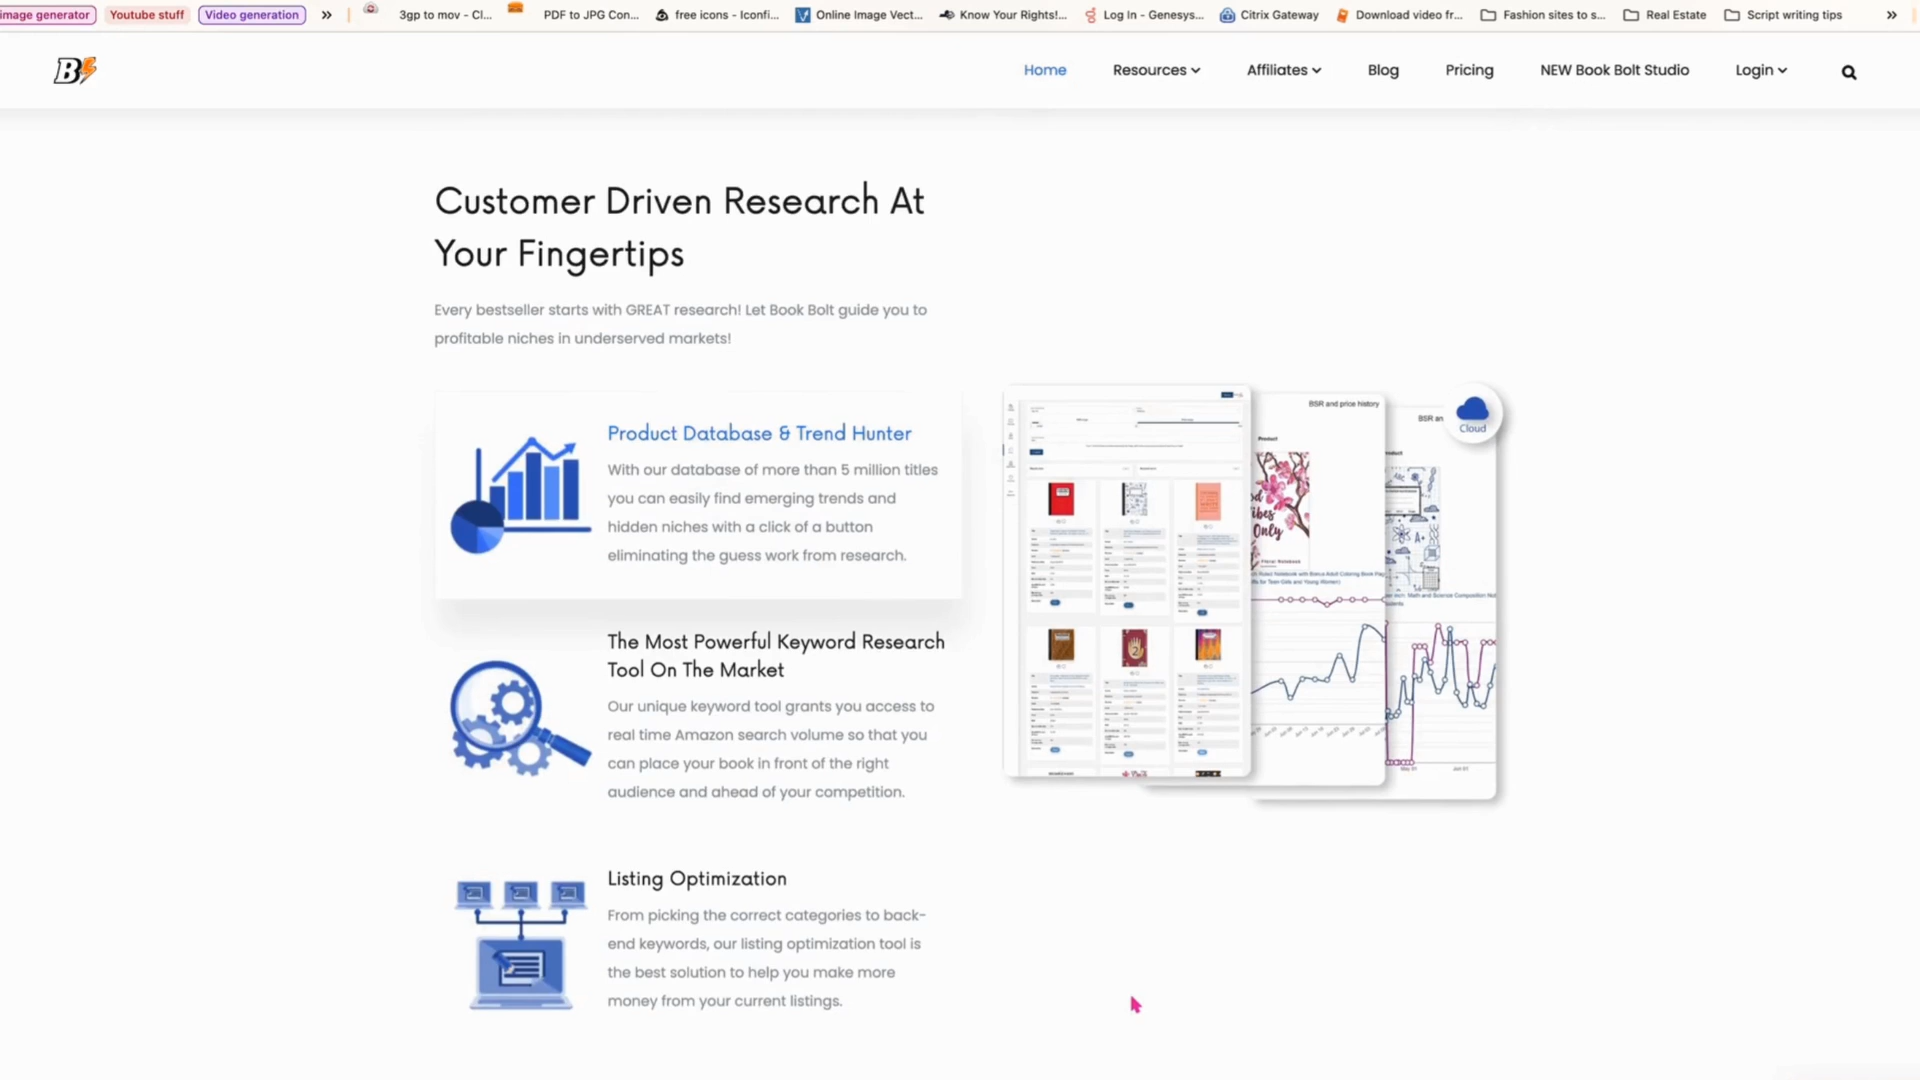 image generator
Youtube stuff
Video generation
»
3gp to mov - Cl...
PDF to JPG Con...
free icons - Iconfi...
Online Image Vect...
Know Your Rights!...
Log In - Genesys...
Citrix Gateway
Download video fr...
Fashion sites to s...
Real Estate
Script writing tips
»
B
Home
Resources
Affiliates
Blog
Pricing
NEW Book Bolt Studio
Login
Customer Driven Research At
Your Fingertips
Every bestseller starts with GREAT research! Let Book Bolt guide you to
profitable niches in underserved markets!
Product Database & Trend Hunter
With our database of more than 5 million titles
you can easily find emerging trends and
hidden niches with a click of a button
eliminating the guess work from research.
The Most Powerful Keyword Research
Tool On The Market
Our unique keyword tool grants you access to
real time Amazon search volume so that you
can place your book in front of the right
audience and ahead of your competition.
Listing Optimization
From picking the correct categories to back-
end keywords, our listing optimization tool is
the best solution to help you make more
money from your current listings.
BSR and price history
Product
Only
BSR an
Cloud
May 31
Jun 01